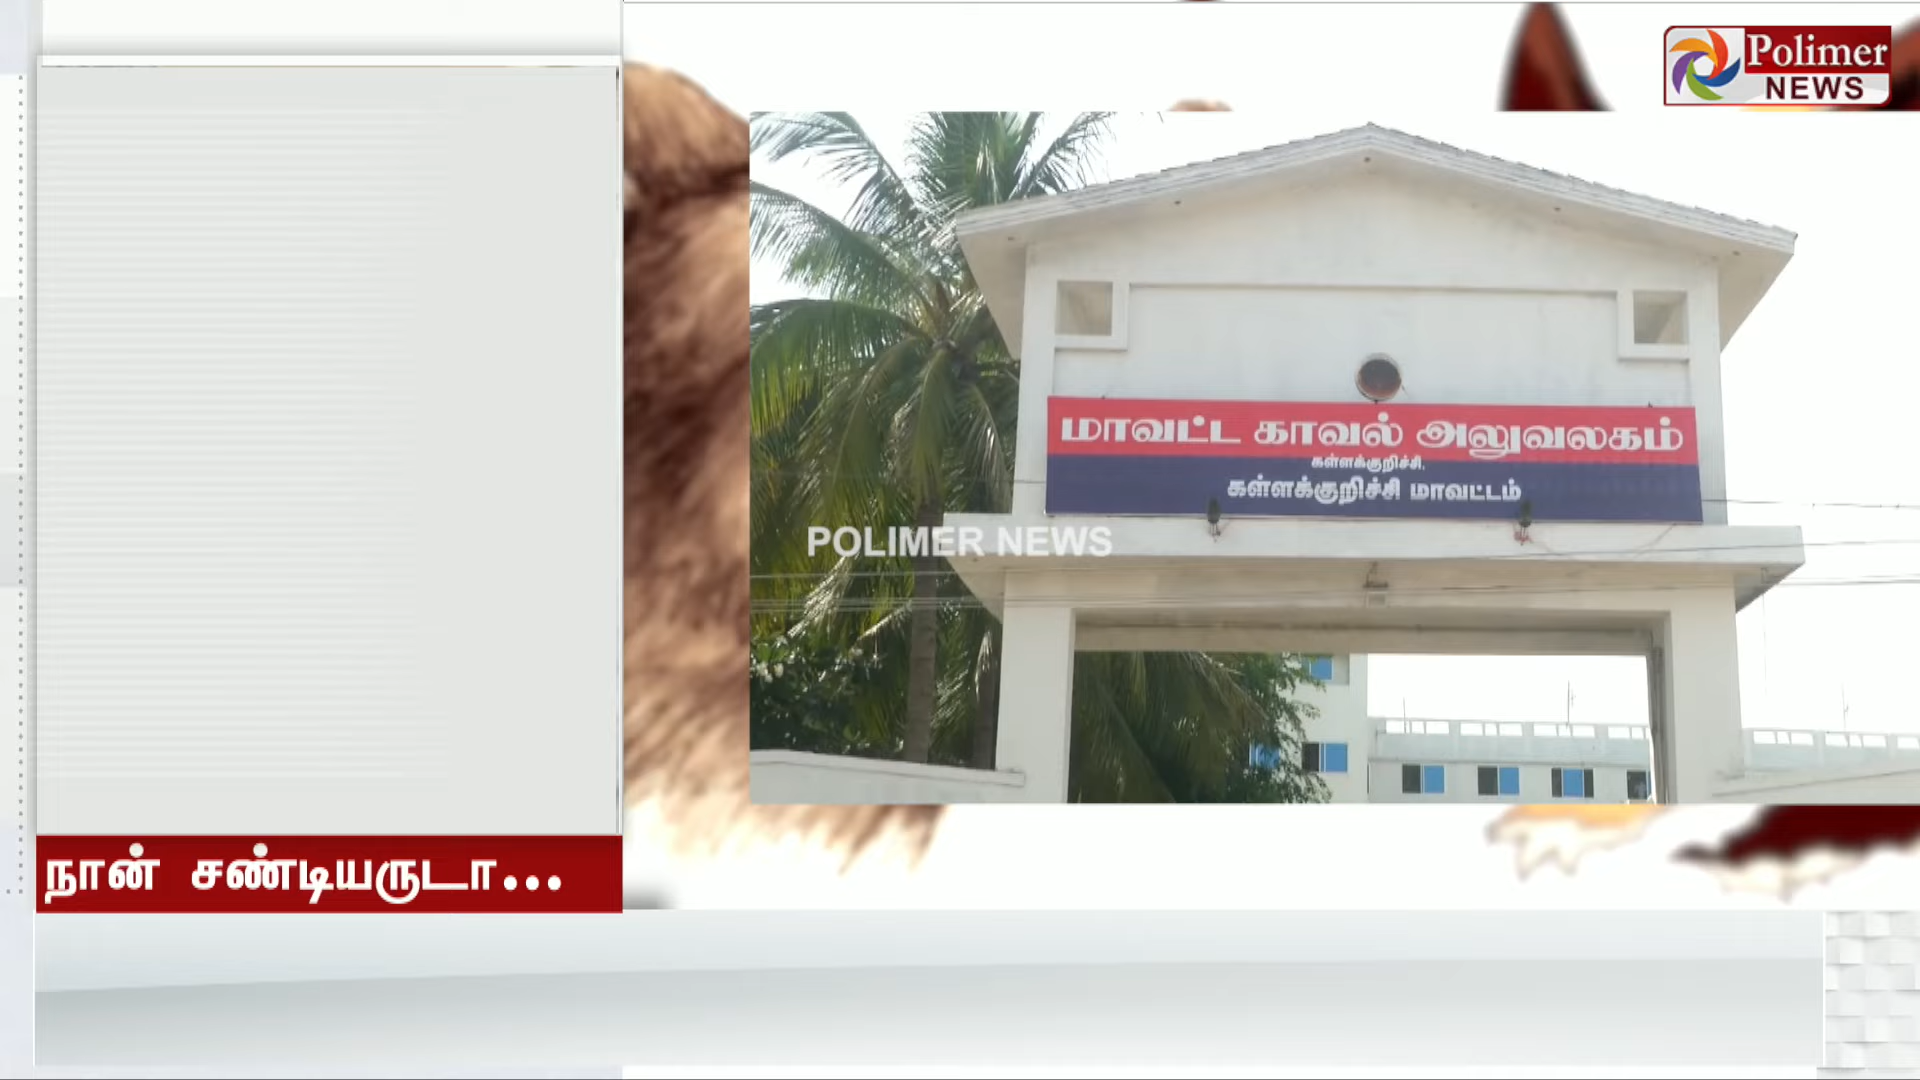 Polimer
NEWS
மாவட்ட காவல் அலுவலகம்
கள்ளக்குறிச்சி,
கள்ளக்குறிச்சி மாவட்டம்
POLIMER NEWS
நான் சண்டியருடா...